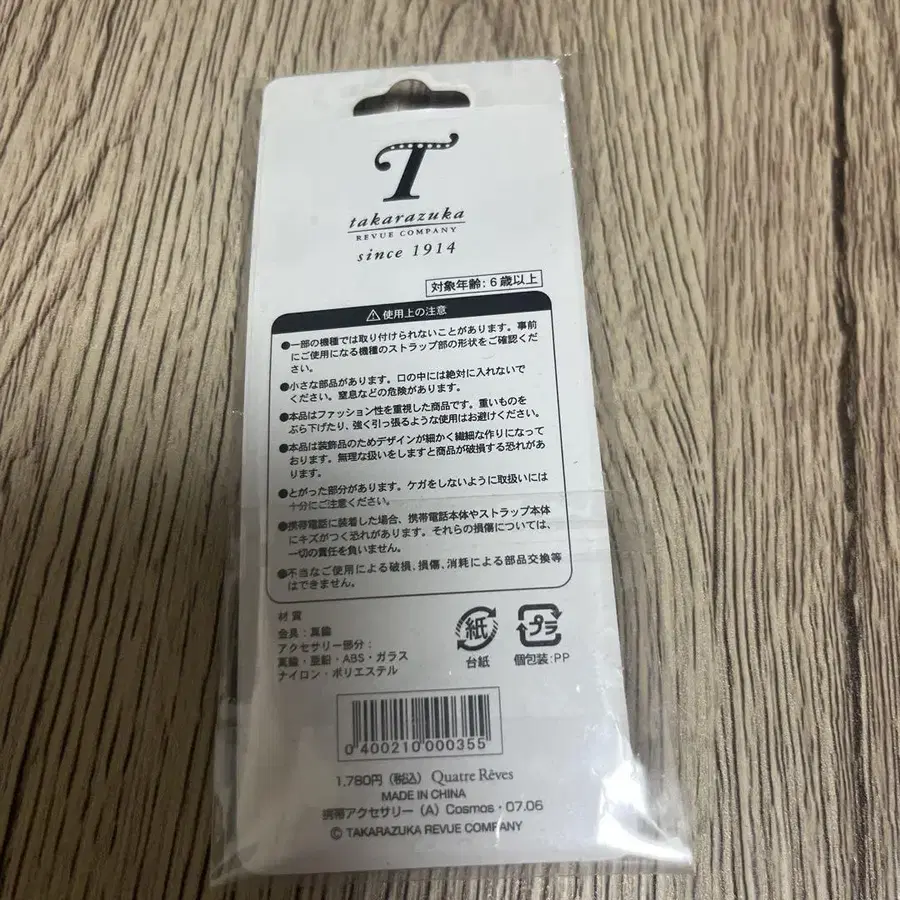 T
takarazuka
REVUE COMPANY
since 1914
対象年齢:6歳以上
⚠使用上の注意
●一部の機種では取り付けられないことがあります。事前
にご使用になる機種のストラップ部の形状をご確認くだ
さい。
●小さな部品があります。口の中には絶対に入れないで
ください。窒息などの危険があります。
●本品はファッション性を重視した商品です。重いものを
ぶら下げたり、強く引っ張るような使用はお避けください。
●本品は装飾品のためデザインが細かく繊細な作りになって
おります。無理な扱いをしますと商品が破損する恐れがあ
ります。
●とがった部分があります。ケガをしないように取扱いには
十分にご注意ください。
●携帯電話に装着した場合、携帯電話本体やストラップ本体
にキズがつく恐れがあります。それらの損傷については、
一切の責任を負いません。
●不当なご使用による破損、損傷、消耗による部品交換等
はできません。
材質
金具:真鍮
アクセサリー部分:
真鍮・亜鉛・ABS・ガラス
ナイロン・ポリエステル
紙
台紙
プラ
個包装:PP
0 400210 000355
1,780円(税込) Quatre Rêves
MADE IN CHINA
携帯アクセサリー(A) Cosmos・07.06
© TAKARAZUKA REVUE COMPANY